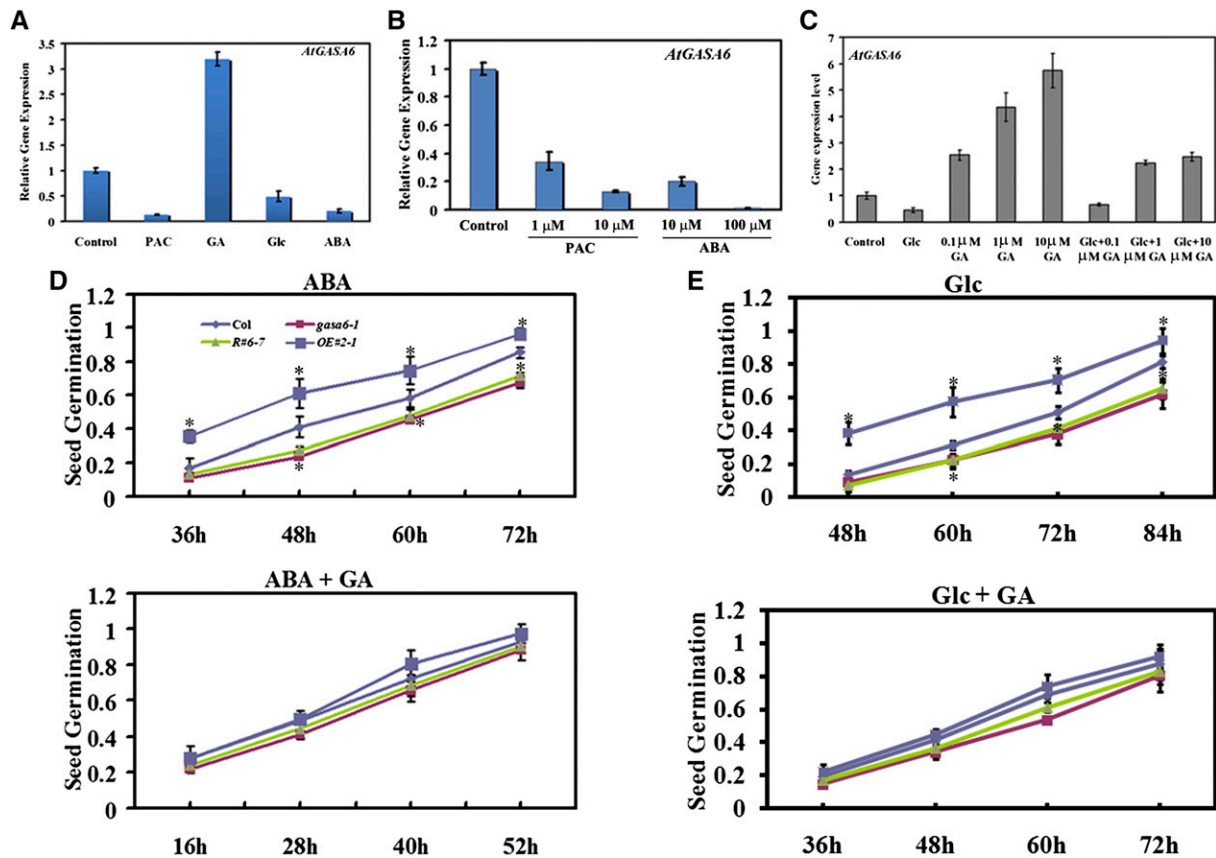 A
AtGASA6
Relative Gene Expression
3.5
3
2.5
2
1.5
1
0.5
0
Control PAC GA Glc ABA
B
AtGASA6
Relative Gene Expression
1.2
1
0.8
0.6
0.4
0.2
0
Control 1 μM 10 μM 10 μM 100 μM
PAC ABA
C
AtGASA6
Gene expression level
7
6
5
4
3
2
1
0
Control Glc 0.1μM GA 1μM GA 10μM GA Glc+0.1 μM GA Glc+1 μM GA Glc+10 μM GA
D
ABA
Seed Germination
1.2
1
0.8
0.6
0.4
0.2
0
Col gasa6-1
R#6-7 OE#2-1
* * * *
* * *
36h 48h 60h 72h
ABA + GA
Seed Germination
1.2
1
0.8
0.6
0.4
0.2
0
16h 28h 40h 52h
E
Glc
Seed Germination
1.2
1
0.8
0.6
0.4
0.2
0
* * * *
* * *
48h 60h 72h 84h
Glc + GA
Seed Germination
1.2
1
0.8
0.6
0.4
0.2
0
36h 48h 60h 72h